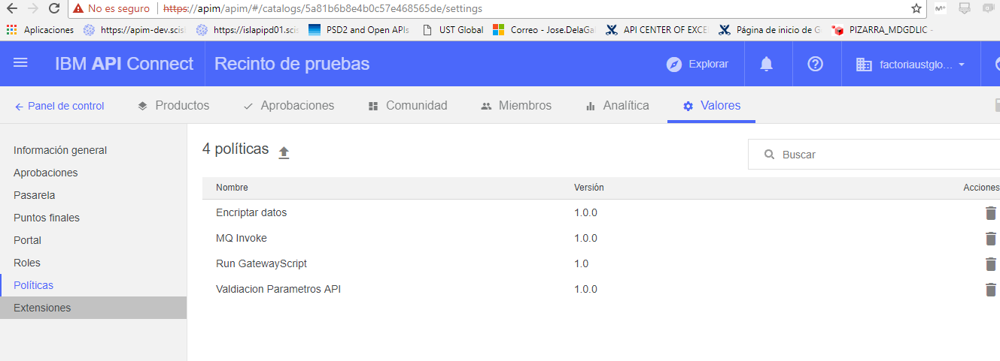 No es seguro https://apim/apim/#/catalogs/5a81b6b8e4b0c57e468565de/settings
Aplicaciones https://apim-dev.scis https://islapipd01.scis PSD2 and Open APIs UST Global Correo - Jose.DelaGa API CENTER OF EXCE Página de inicio de G PIZARRA_MDGDLIC -
IBM API Connect Recinto de pruebas Explorar factoriaustglo...
Panel de control Productos Aprobaciones Comunidad Miembros Analítica Valores
Información general
Aprobaciones
Pasarela
Puntos finales
Portal
Roles
Políticas
Extensiones
4 políticas
Buscar
Nombre Versión Acciones
Encriptar datos 1.0.0
MQ Invoke 1.0.0
Run GatewayScript 1.0
Valdiacion Parametros API 1.0.0